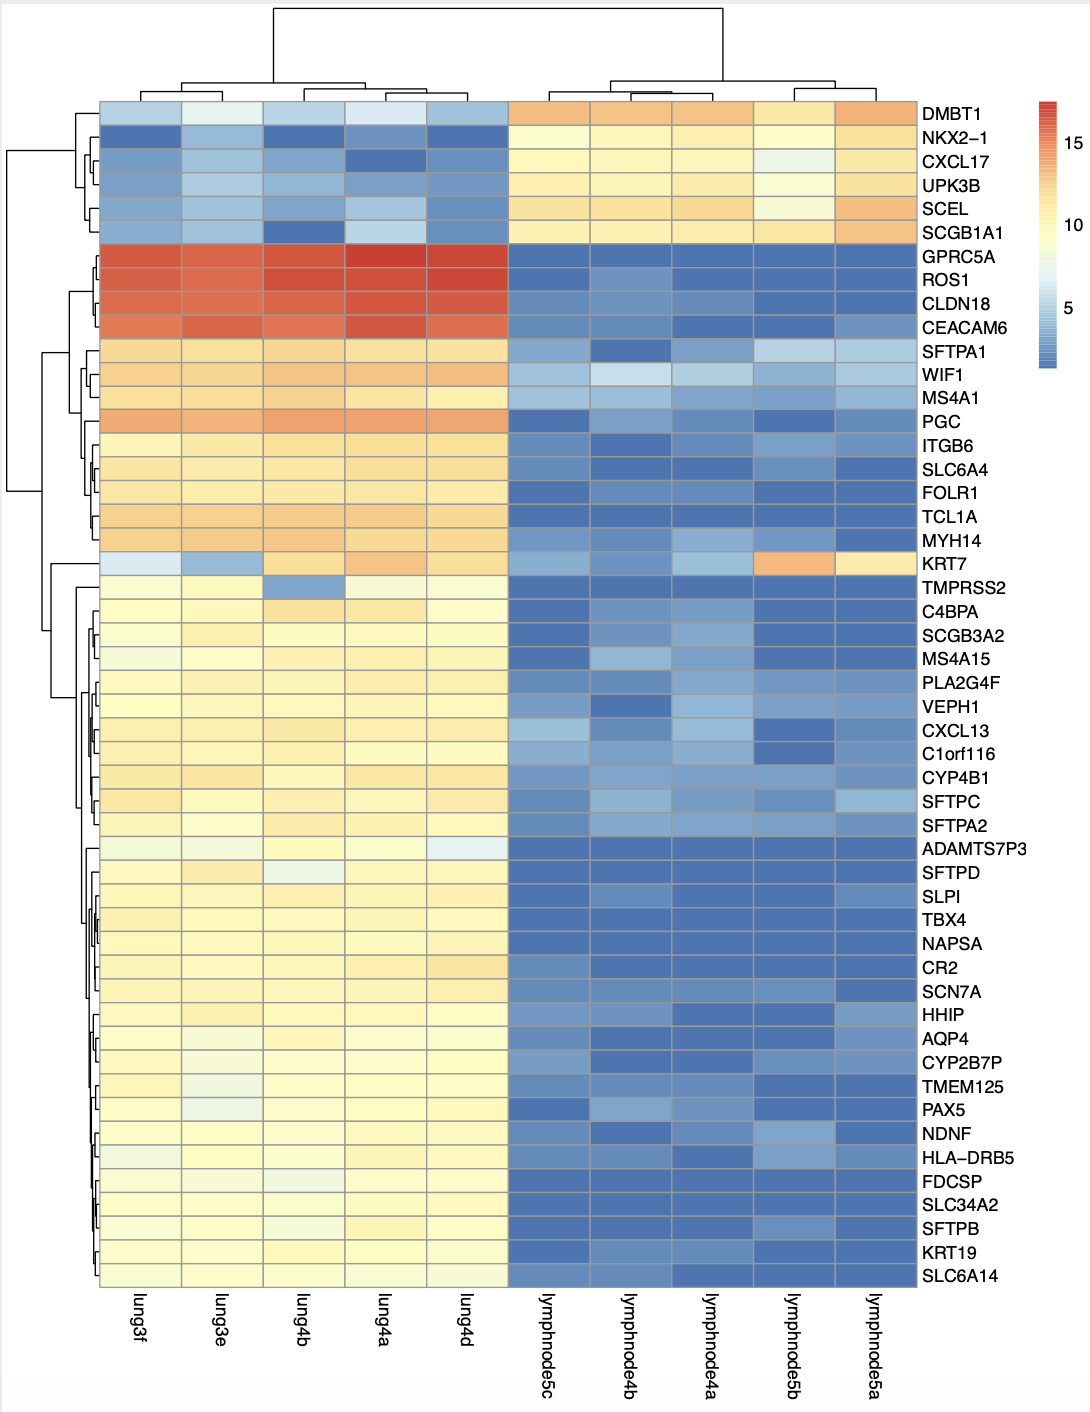 DMBT1
NKX2−1
CXCL17
UPK3B
SCEL
SCGB1A1
GPRC5A
ROS1
CLDN18
CEACAM6
SFTPA1
WIF1
MS4A1
PGC
ITGB6
SLC6A4
FOLR1
TCL1A
MYH14
KRT7
TMPRSS2
C4BPA
SCGB3A2
MS4A15
PLA2G4F
VEPH1
CXCL13
C1orf116
CYP4B1
SFTPC
SFTPA2
ADAMTS7P3
SFTPD
SLPI
TBX4
NAPSA
CR2
SCN7A
HHIP
AQP4
CYP2B7P
TMEM125
PAX5
NDNF
HLA−DRB5
FDCSP
SLC34A2
SFTPB
KRT19
SLC6A14
15
10
5
lung3f
lung3e
lung4b
lung4a
lung4d
lymphnode5c
lymphnode4b
lymphnode4a
lymphnode5b
lymphnode5a